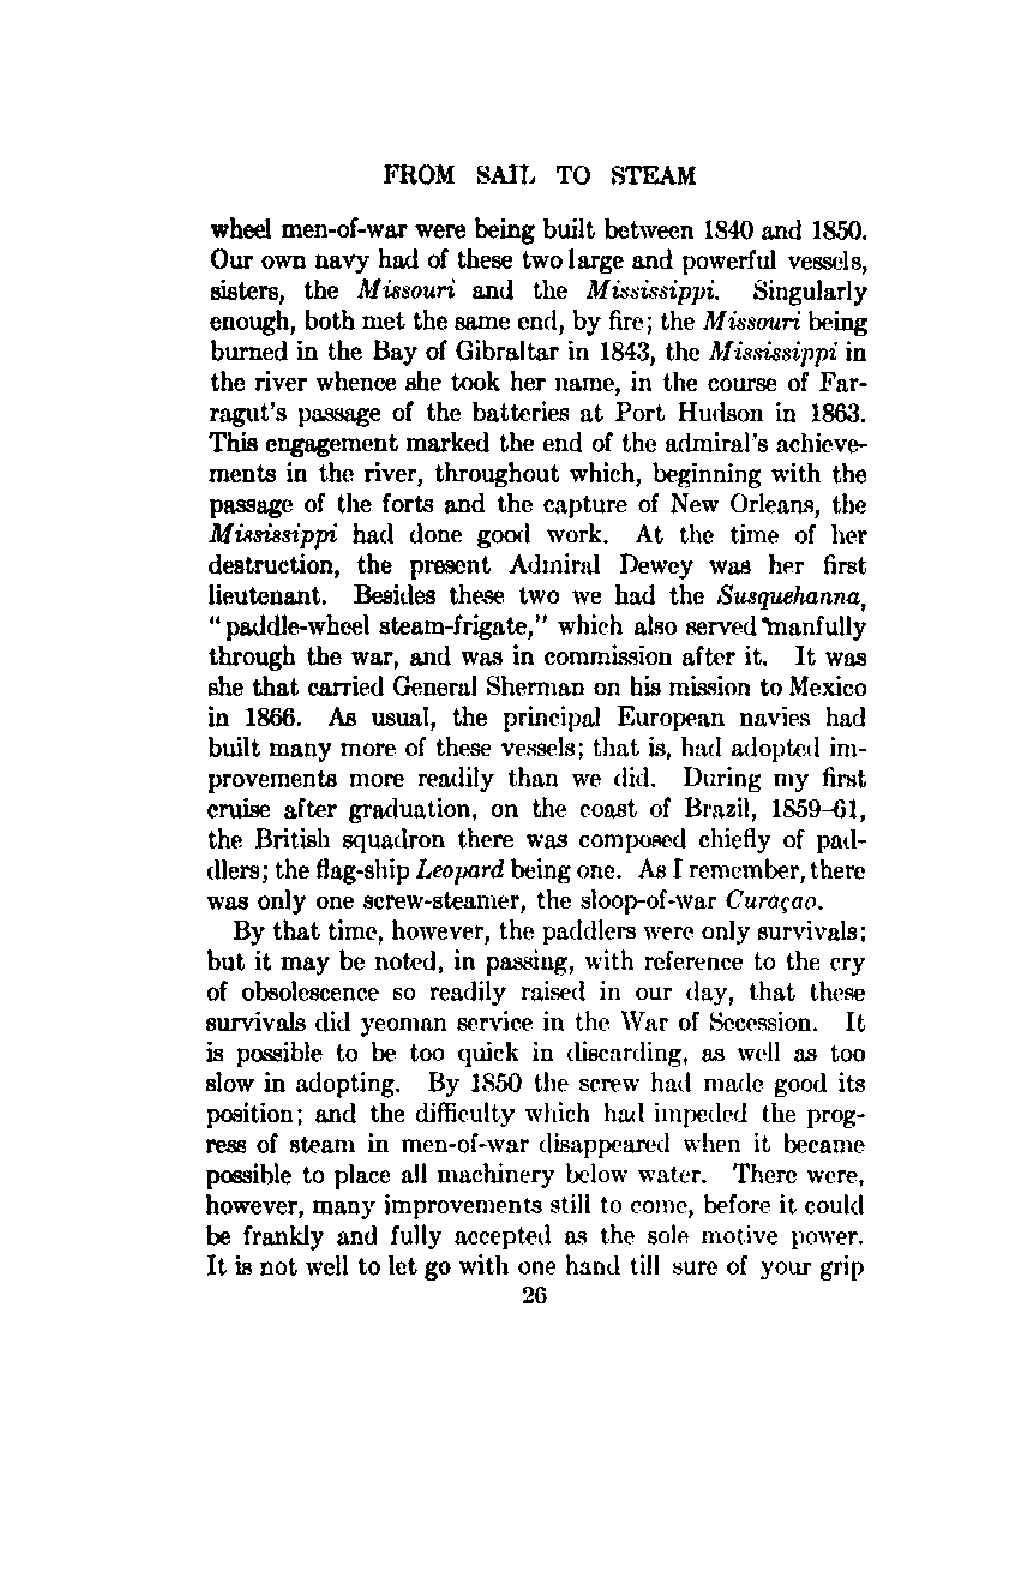 FROM SAIL TO STEAM
wheel men-of-war were being built between 1840 and 1850.
Our own navy had of these two large and powerful vessels,
sisters, the Missouri and the Mississippi. Singularly
enough, both met the same end, by fire; the Missouri being
burned in the Bay of Gibraltar in 1843, the Mississippi in
the river whence she took her name, in the course of Far-
ragut's passage of the batteries at Port Hudson in 1863.
This engagement marked the end of the admiral's achieve-
ments in the river, throughout which, beginning with the
passage of the forts and the capture of New Orleans, the
Mississippi had done good work. At the time of her
destruction, the present Admiral Dewey was her first
lieutenant. Besides these two we had the Susquehanna,
"paddle-wheel steam-frigate," which also served manfully
through the war, and was in commission after it. It was
she that carried General Sherman on his mission to Mexico
in 1866. As usual, the principal European navies had
built many more of these vessels; that is, had adopted im-
provements more readily than we did. During my first
cruise after graduation, on the coast of Brazil, 1859–61,
the British squadron there was composed chiefly of pad-
dlers; the flag-ship Leopard being one. As I remember, there
was only one screw-steamer, the sloop-of-war Curaçao.
By that time, however, the paddlers were only survivals;
but it may be noted, in passing, with reference to the cry
of obsolescence so readily raised in our day, that these
survivals did yeoman service in the War of Secession. It
is possible to be too quick in discarding, as well as too
slow in adopting. By 1850 the screw had made good its
position; and the difficulty which had impeded the prog-
ress of steam in men-of-war disappeared when it became
possible to place all machinery below water. There were,
however, many improvements still to come, before it could
be frankly and fully accepted as the sole motive power.
It is not well to let go with one hand till sure of your grip
26